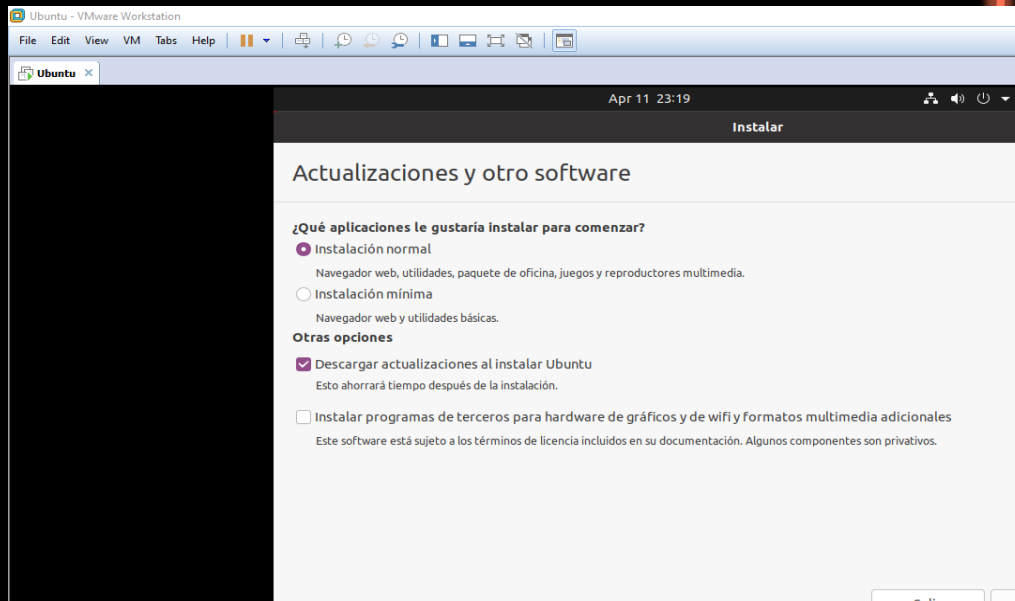 Ubuntu - VMware Workstation
File Edit View VM Tabs Help
Ubuntu
Apr 11 23:19
Instalar
Actualizaciones y otro software
¿Qué aplicaciones le gustaría instalar para comenzar?
Instalación normal
Navegador web, utilidades, paquete de oficina, juegos y reproductores multimedia.
Instalación mínima
Navegador web y utilidades básicas.
Otras opciones
Descargar actualizaciones al instalar Ubuntu
Esto ahorrará tiempo después de la instalación.
Instalar programas de terceros para hardware de gráficos y de wifi y formatos multimedia adicionales
Este software está sujeto a los términos de licencia incluidos en su documentación. Algunos componentes son privativos.